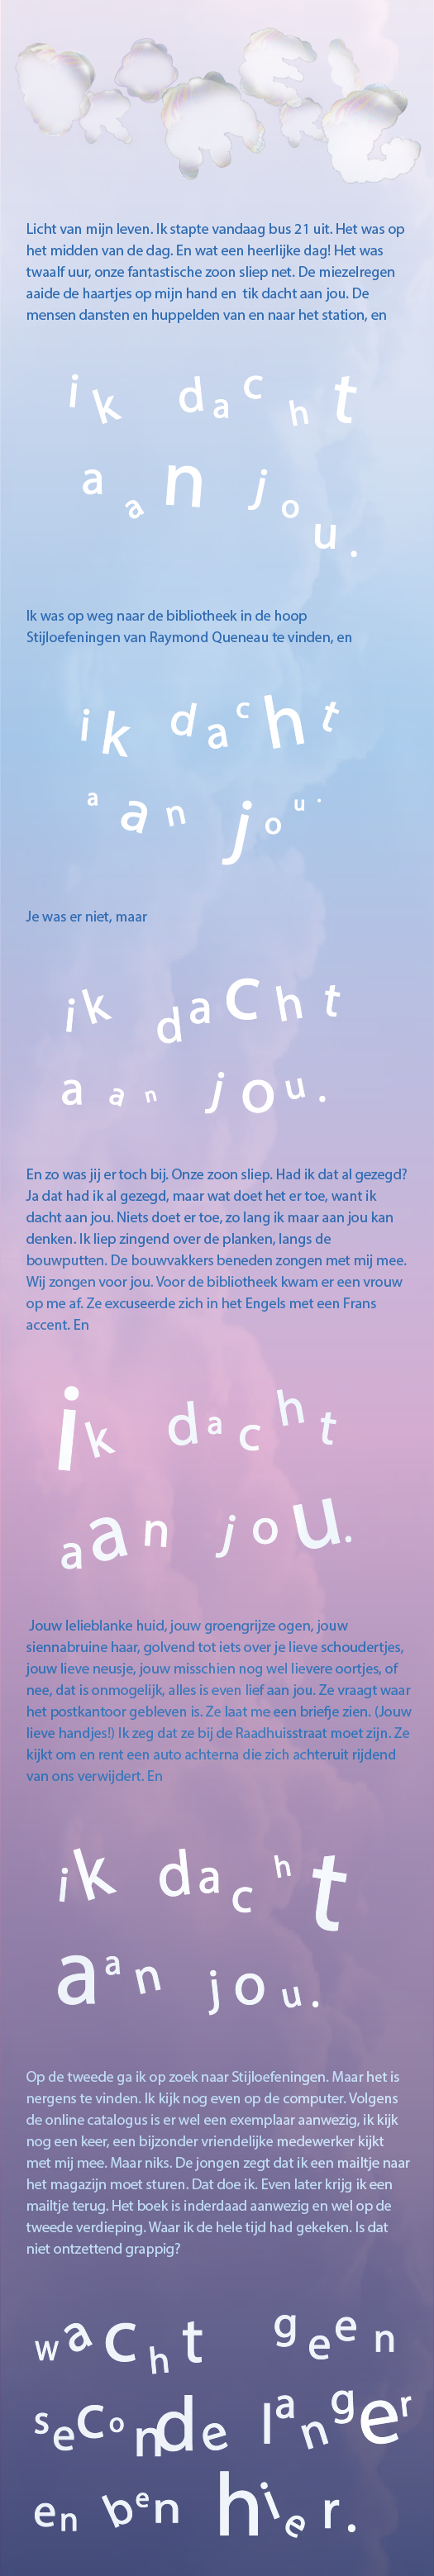 Licht van mijn leven. Ik stapte vandaag bus 21 uit. Het was op
het midden van de dag. En wat een heerlijke dag! Het was
twaalf uur, onze fantastische zoon sliep net. De miezelregen
aaide de haartjes op mijn hand en tik dacht aan jou. De
mensen dansten en huppelden van en naar het station, en
ik dacht
aan jou.
Ik was op weg naar de bibliotheek in de hoop
Stijloefeningen van Raymond Queneau te vinden, en
ik dacht
aan jou.
Je was er niet, maar
ik dacht
aan jou.
En zo was jij er toch bij. Onze zoon sliep. Had ik dat al gezegd?
Ja dat had ik al gezegd, maar wat doet het er toe, want ik
dacht aan jou. Niets doet er toe, zo lang ik maar aan jou kan
denken. Ik liep zingend over de planken, langs de
bouwputten. De bouwvakkers beneden zongen met mij mee.
Wij zongen voor jou. Voor de bibliotheek kwam er een vrouw
op me af. Ze excuseerde zich in het Engels met een Frans
accent. En
ik dacht
aan jou.
Jouw lelieblanke huid, jouw groengrijze ogen, jouw
siennabruine haar, golvend tot iets over je lieve schoudertjes,
jouw lieve neusje, jouw misschien nog wel lievere oortjes, of
nee, dat is onmogelijk, alles is even lief aan jou. Ze vraagt waar
het postkantoor gebleven is. Ze laat me een briefje zien. (Jouw
lieve handjes!) Ik zeg dat ze bij de Raadhuisstraat moet zijn. Ze
kijkt om en rent een auto achterna die zich achteruit rijdend
van ons verwijdert. En
ik dacht
aan jou.
Op de tweede ga ik op zoek naar Stijloefeningen. Maar het is
nergens te vinden. Ik kijk nog even op de computer. Volgens
de online catalogus is er wel een exemplaar aanwezig, ik kijk
nog een keer, een bijzonder vriendelijke medewerker kijkt
met mij mee. Maar niks. De jongen zegt dat ik een mailtje naar
het magazijn moet sturen. Dat doe ik. Even later krijg ik een
mailtje terug. Het boek is inderdaad aanwezig en wel op de
tweede verdieping. Waar ik de hele tijd had gekeken. Is dat
niet ontzettend grappig?
wacht geen
seconde langer
en ben hier.